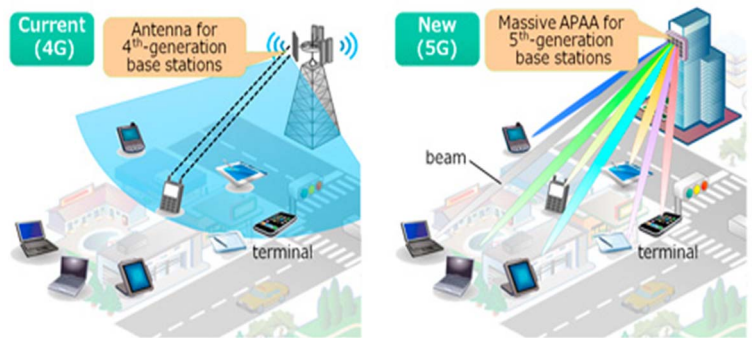 Current
(4G)
Antenna for
4th-generation
base stations
terminal
New
(5G)
Massive APAA for
5th-generation
base stations
beam
terminal